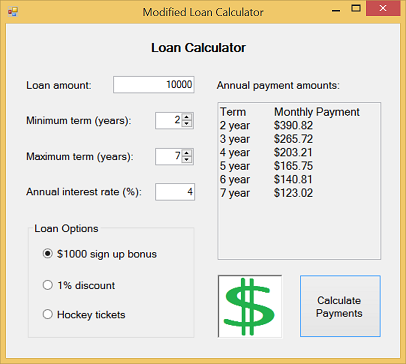 Modified Loan Calculator
Loan Calculator
Loan amount: 10000
Minimum term (years): 2
Maximum term (years): 7
Annual interest rate (%): 4
Loan Options
$1000 sign up bonus
1% discount
Hockey tickets
Annual payment amounts:
Term Monthly Payment
2 year $390.82
3 year $265.72
4 year $203.21
5 year $165.75
6 year $140.81
7 year $123.02
$
Calculate
Payments